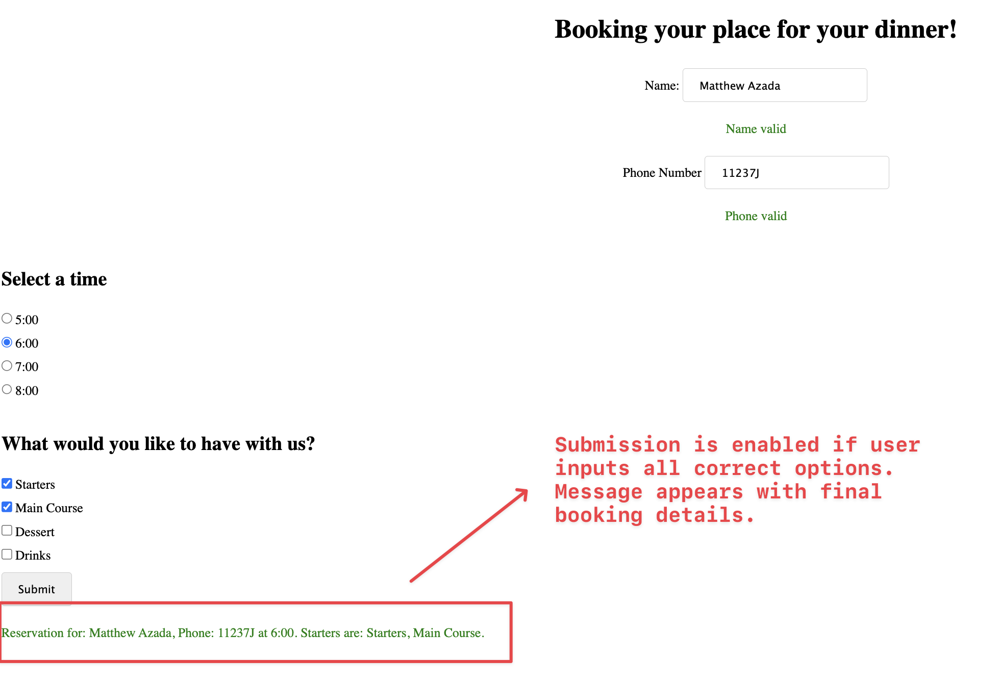 Booking your place for your dinner!
Name: Matthew Azada
Name valid
Phone Number 11237J
Phone valid
Select a time
5:00
6:00
7:00
8:00
What would you like to have with us?
Starters
Main Course
Dessert
Drinks
Submit
Reservation for: Matthew Azada, Phone: 11237J at 6:00. Starters are: Starters, Main Course.
Submission is enabled if user
inputs all correct options.
Message appears with final
booking details.